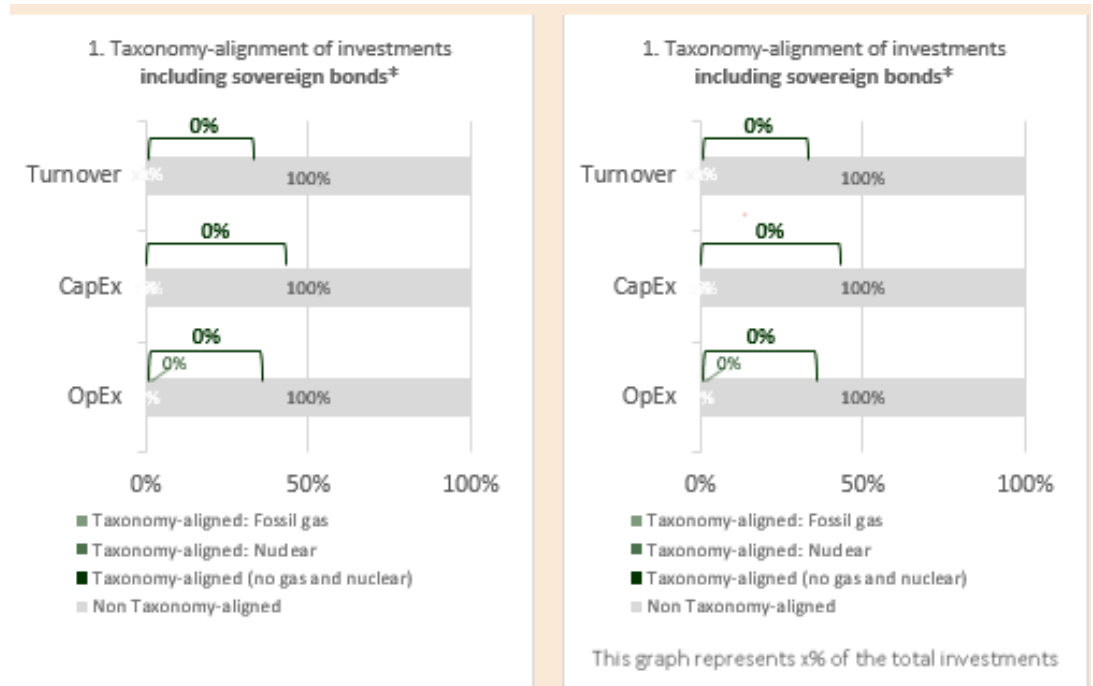 1. Taxonomy-alignment of investments
including sovereign bonds*
0%
Turnover
100%
0%
CapEx
100%
0%
0%
OpEx
100%
0%
50%
100%
Taxonomy-aligned: Fossil gas
Taxonomy-aligned: Nuclear
Taxonomy-aligned (no gas and nuclear)
Non Taxonomy-aligned
1. Taxonomy-alignment of investments
including sovereign bonds*
0%
Turnover
100%
0%
CapEx
100%
0%
0%
OpEx
100%
0%
50%
100%
Taxonomy-aligned: Fossil gas
Taxonomy-aligned: Nuclear
Taxonomy-aligned (no gas and nuclear)
Non Taxonomy-aligned
This graph represents x% of the total investments